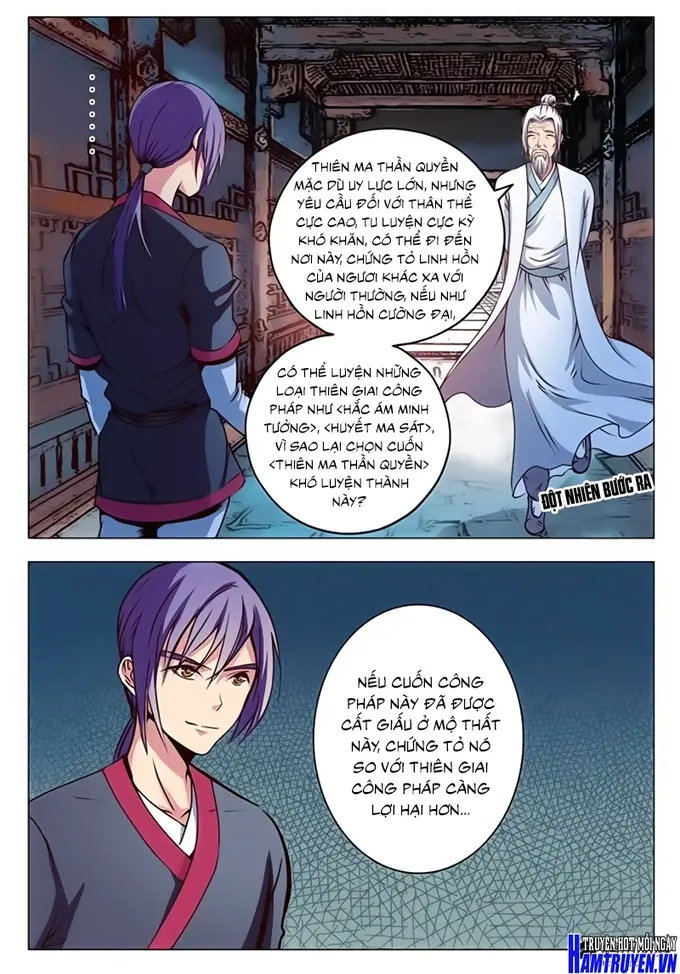 THIÊN MA THẦN QUYỀN
MẶC DÙ UY LỰC LỚN, NHƯNG
YÊU CẦU ĐỐI VỚI THÂN THỂ
CỰC CAO, TU LUYỆN CỰC KỲ
KHÓ KHĂN, CÓ THỂ ĐI ĐẾN
NƠI NÀY, CHỨNG TỎ LINH HỒN
CỦA NGƯƠI KHÁC XA VỚI
NGƯỜI THƯỜNG, NẾU NHƯ
LINH HỒN CƯỜNG ĐẠI,
CÓ THỂ LUYỆN NHỮNG
LOẠI THIÊN GIAI CÔNG
PHÁP NHƯ <HẮC ÁM MINH
TƯỞNG>, <HUYẾT MA SÁT>,
VÌ SAO LẠI CHỌN CUỐN
<THIÊN MA THẦN QUYỀN>
KHÓ LUYỆN THÀNH
NÀY?
ĐỘT NHIÊN BƯỚC RA
NẾU CUỐN CÔNG
PHÁP NÀY ĐÃ ĐƯỢC
CẤT GIẤU Ở MỘ THẤT
NÀY, CHỨNG TỎ NÓ
SO VỚI THIÊN GIAI
CÔNG PHÁP CÀNG
LỢI HẠI HƠN...
TRUYỆN HOT MỖI NGÀY
HAMTRUYEN.VN